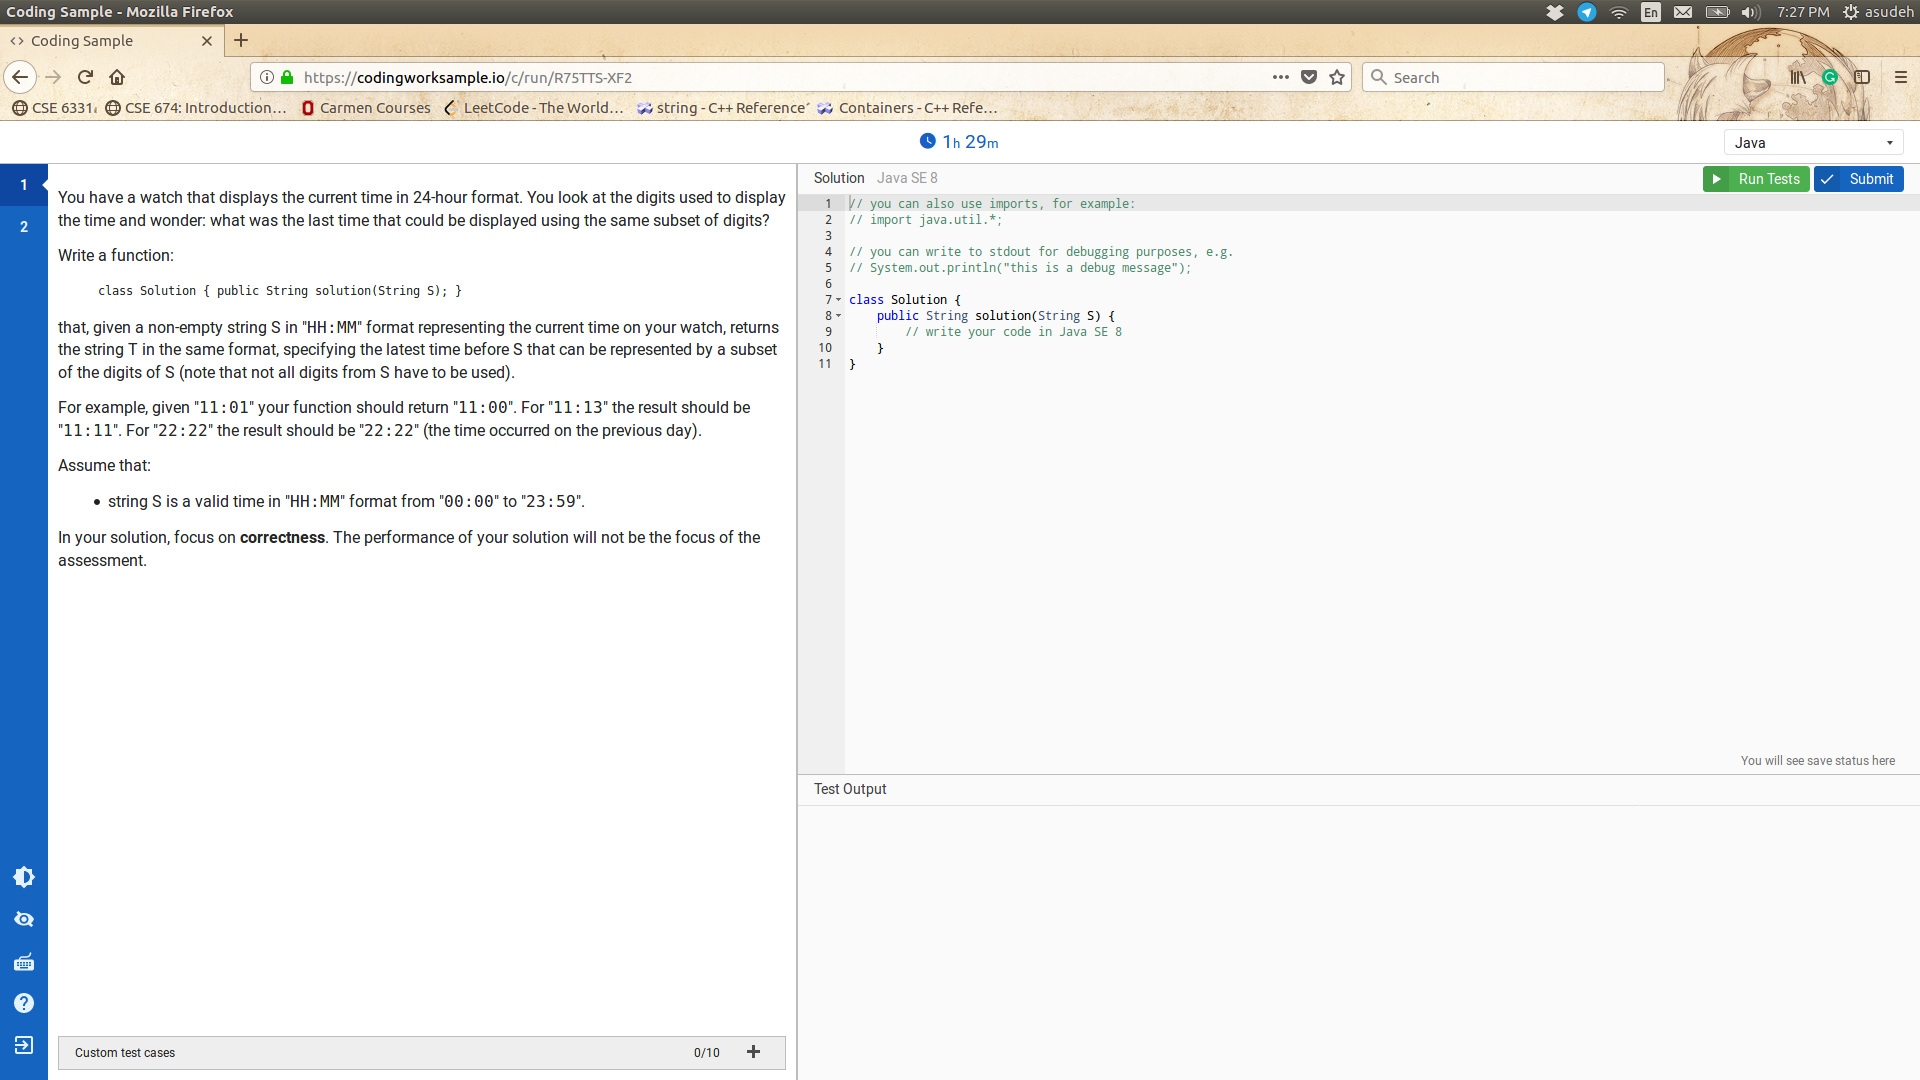 Coding Sample - Mozilla Firefox
En
7:27 PM
asudeh
Coding Sample
https://codingworksample.io/c/run/R75TTS-XF2
Search
CSE 6331
CSE 674: Introduction...
Carmen Courses
LeetCode - The World...
string - C++ Reference
Containers - C++ Refe...
1h 29m
Java
1
2
You have a watch that displays the current time in 24-hour format. You look at the digits used to display
the time and wonder: what was the last time that could be displayed using the same subset of digits?
Write a function:
class Solution { public String solution(String S); }
that, given a non-empty string S in "HH:MM" format representing the current time on your watch, returns
the string T in the same format, specifying the latest time before S that can be represented by a subset
of the digits of S (note that not all digits from S have to be used).
For example, given "11:01" your function should return "11:00". For "11:13" the result should be
"11:11". For "22:22" the result should be "22:22" (the time occurred on the previous day).
Assume that:
• string S is a valid time in "HH:MM" format from "00:00" to "23:59".
In your solution, focus on correctness. The performance of your solution will not be the focus of the
assessment.
Custom test cases
0/10
Solution Java SE 8
Run Tests
Submit
1 // you can also use imports, for example:
2 // import java.util.*;
3
4 // you can write to stdout for debugging purposes, e.g.
5 // System.out.println("this is a debug message");
6
7 class Solution {
8 public String solution(String S) {
9 // write your code in Java SE 8
10 }
11 }
You will see save status here
Test Output